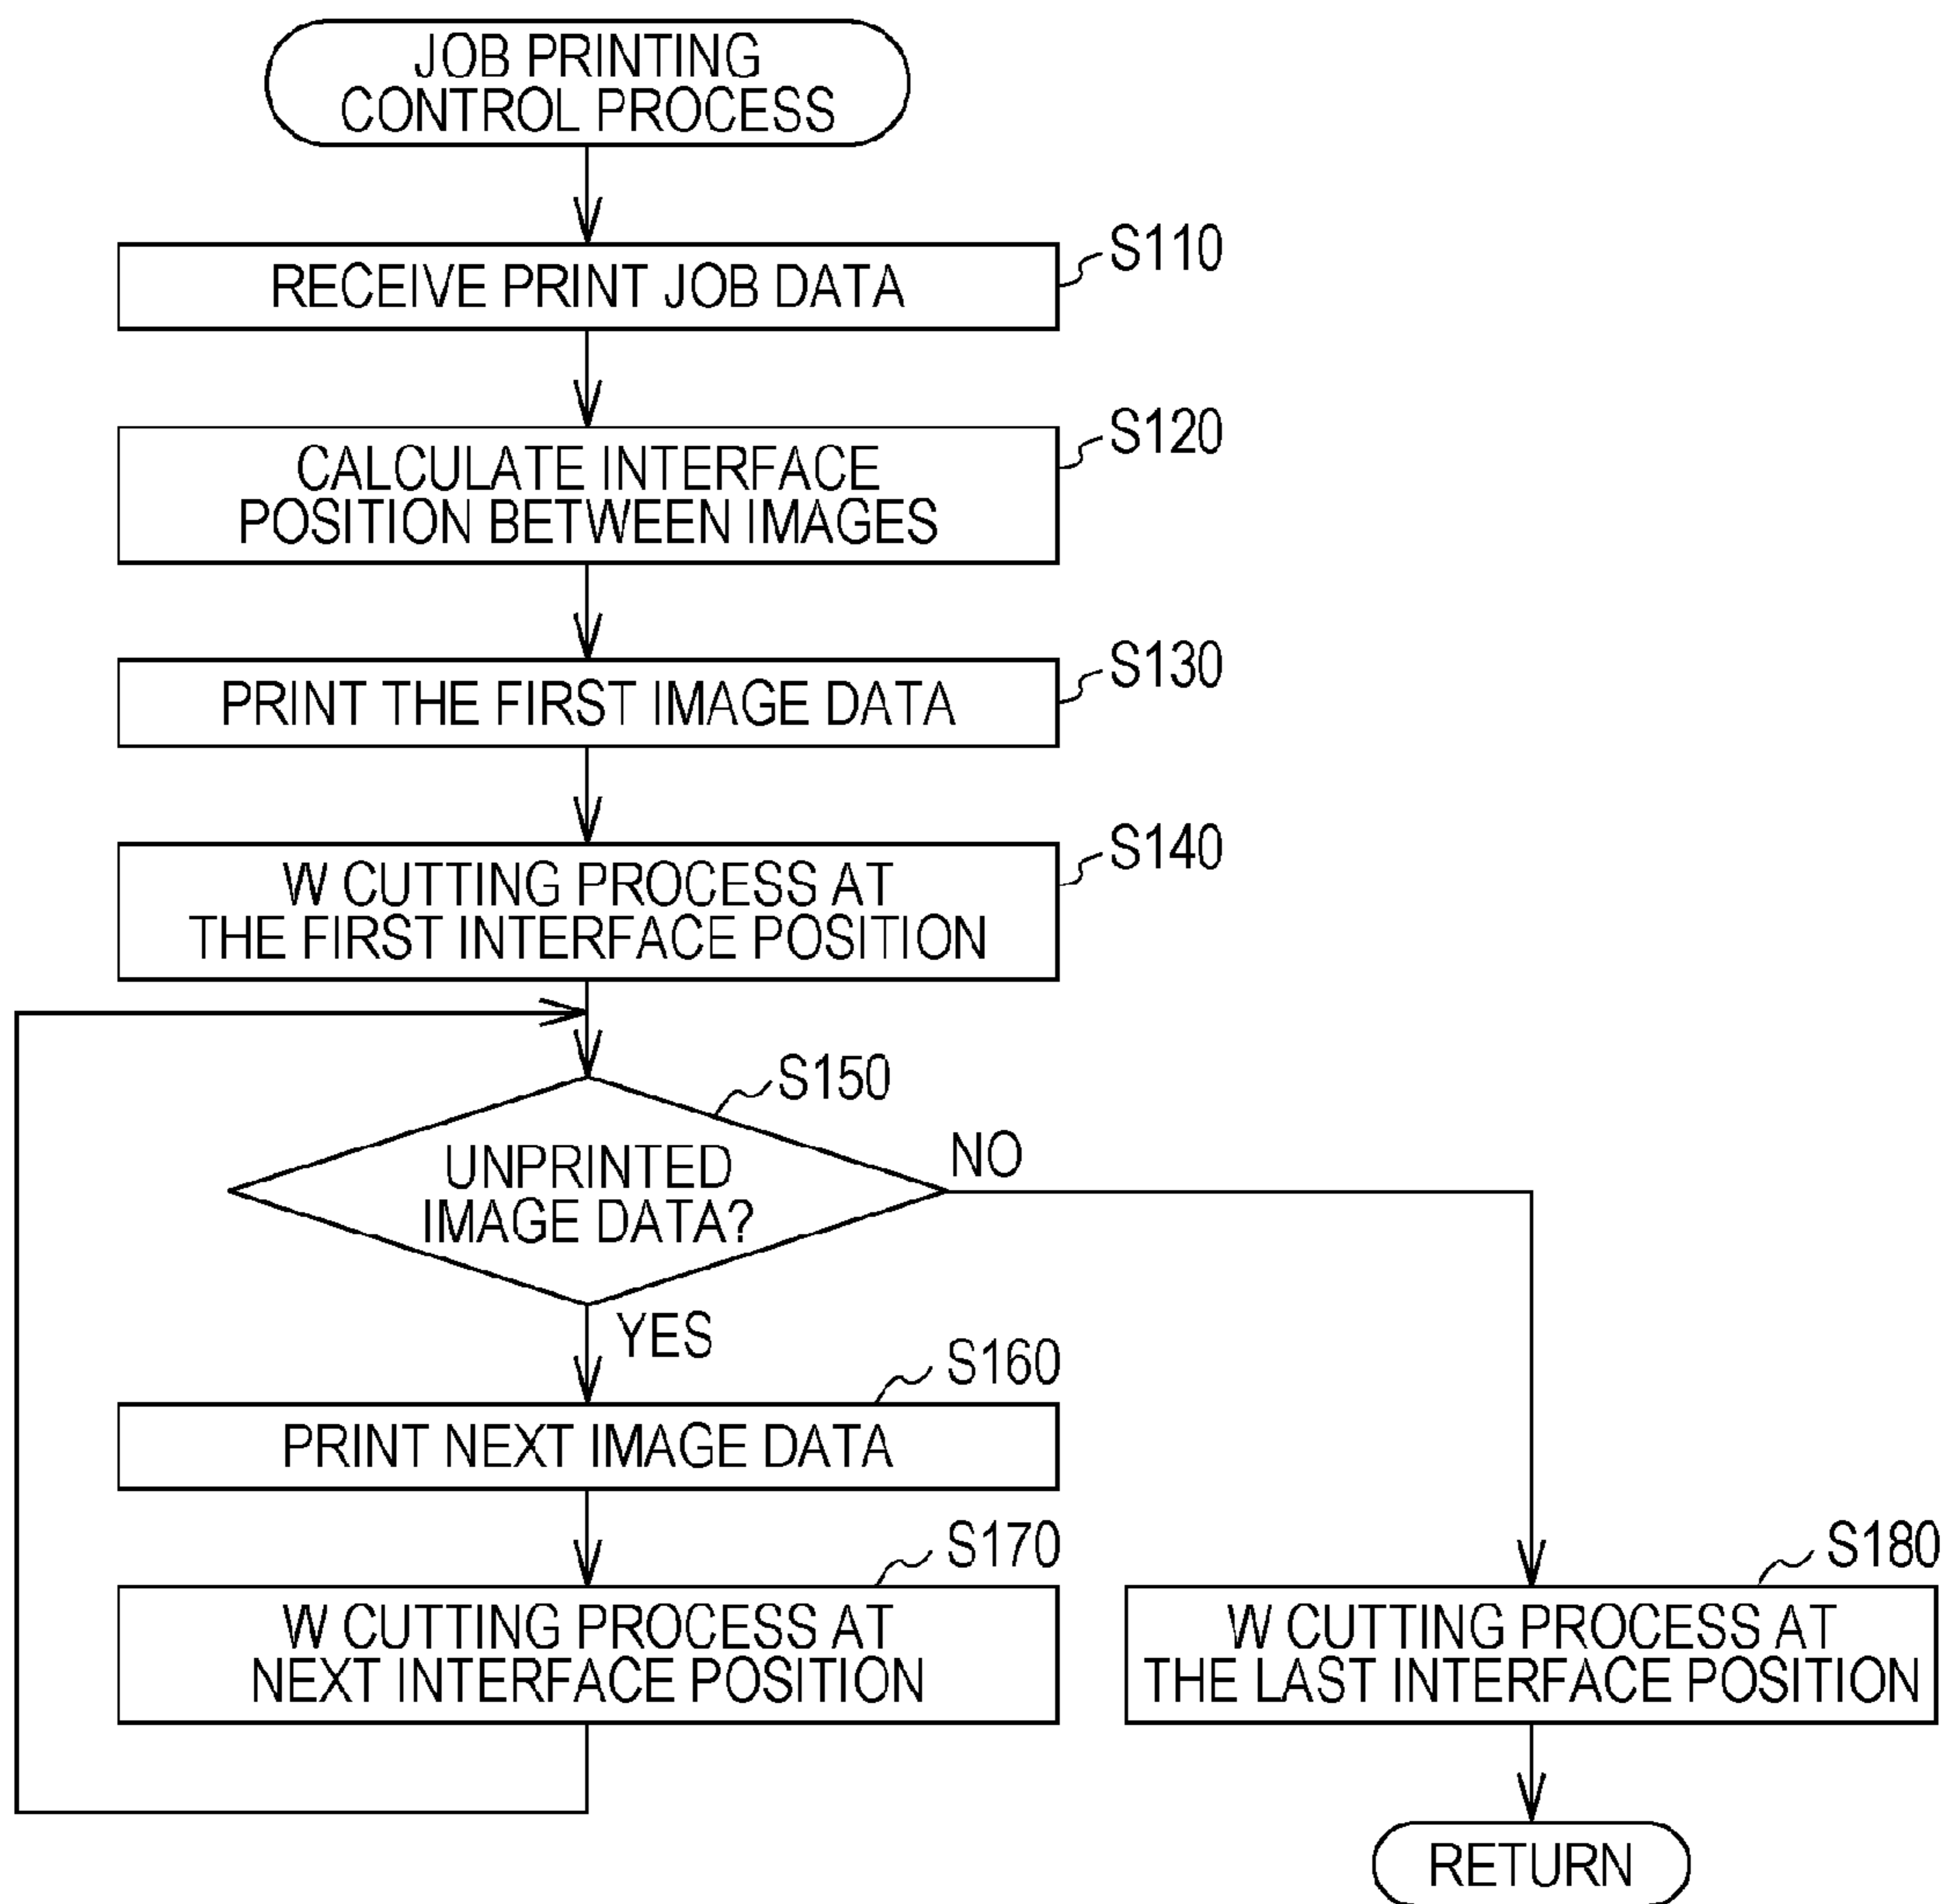 JOB PRINTING
CONTROL PROCESS
S110
RECEIVE PRINT JOB DATA
S120
CALCULATE INTERFACE
POSITION BETWEEN IMAGES
S130
PRINT THE FIRST IMAGE DATA
S140
W CUTTING PROCESS AT
THE FIRST INTERFACE POSITION
S150
UNPRINTED
IMAGE DATA?
NO
YES
S160
PRINT NEXT IMAGE DATA
S170
W CUTTING PROCESS AT
NEXT INTERFACE POSITION
S180
W CUTTING PROCESS AT
THE LAST INTERFACE POSITION
RETURN